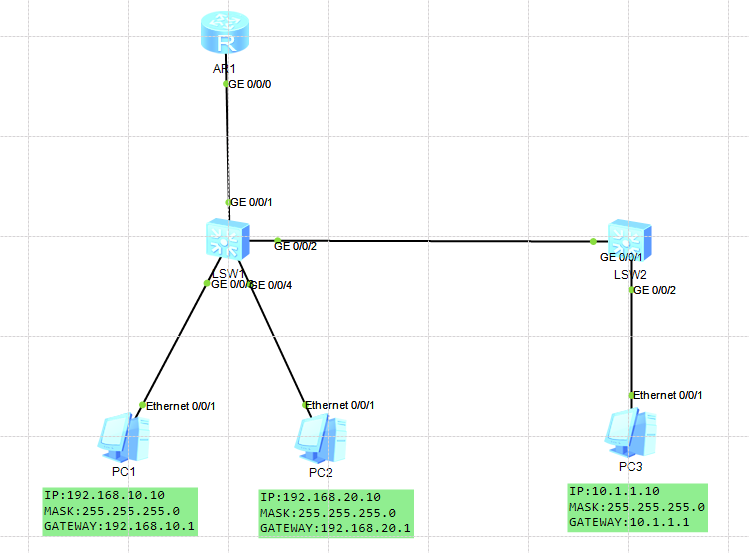 R
AR1
GE 0/0/0
GE 0/0/1
GE 0/0/2
GE 0/0/1
LSW1
LSW2
GE 0/0/3
GE 0/0/4
GE 0/0/2
Ethernet 0/0/1
Ethernet 0/0/1
Ethernet 0/0/1
PC1
PC2
PC3
IP:192.168.10.10
MASK:255.255.255.0
GATEWAY:192.168.10.1
IP:192.168.20.10
MASK:255.255.255.0
GATEWAY:192.168.20.1
IP:10.1.1.10
MASK:255.255.255.0
GATEWAY:10.1.1.1